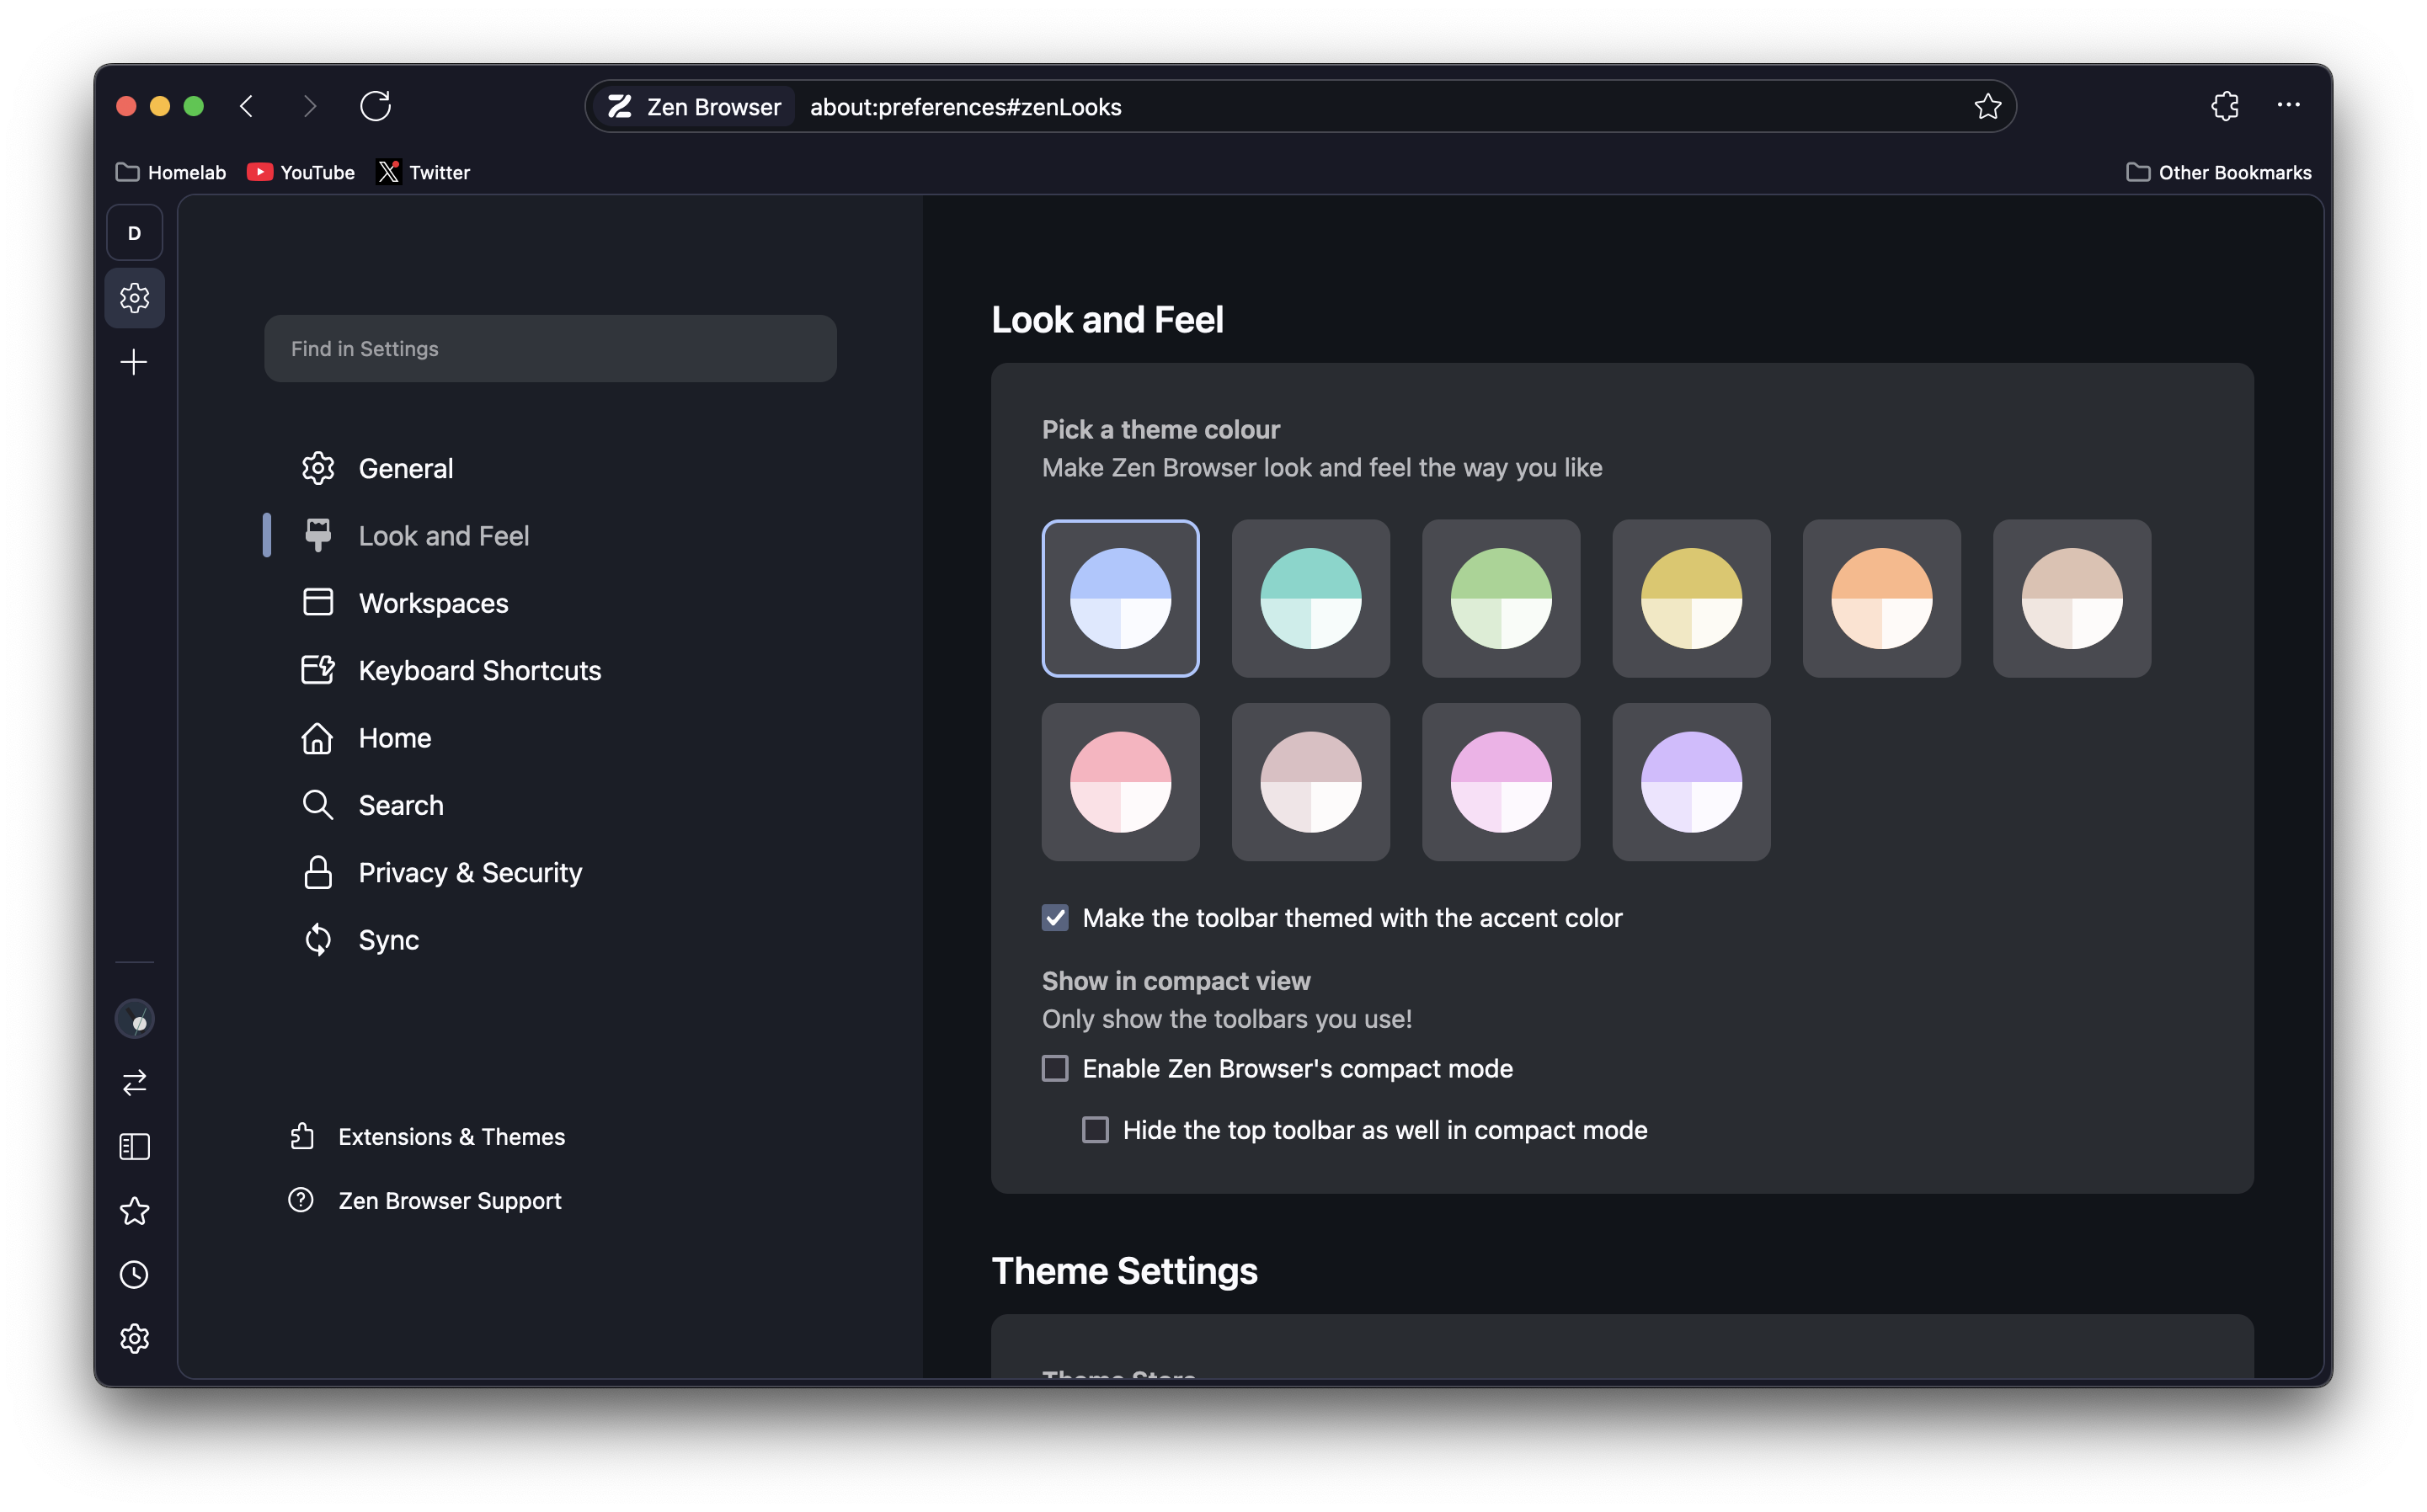 Zen Browser about:preferences#zenLooks
Homelab YouTube Twitter Other Bookmarks
D
Find in Settings
General
Look and Feel
Workspaces
Keyboard Shortcuts
Home
Search
Privacy & Security
Sync
Extensions & Themes
Zen Browser Support
Look and Feel
Pick a theme colour
Make Zen Browser look and feel the way you like
Make the toolbar themed with the accent color
Show in compact view
Only show the toolbars you use!
Enable Zen Browser's compact mode
Hide the top toolbar as well in compact mode
Theme Settings
Theme Store